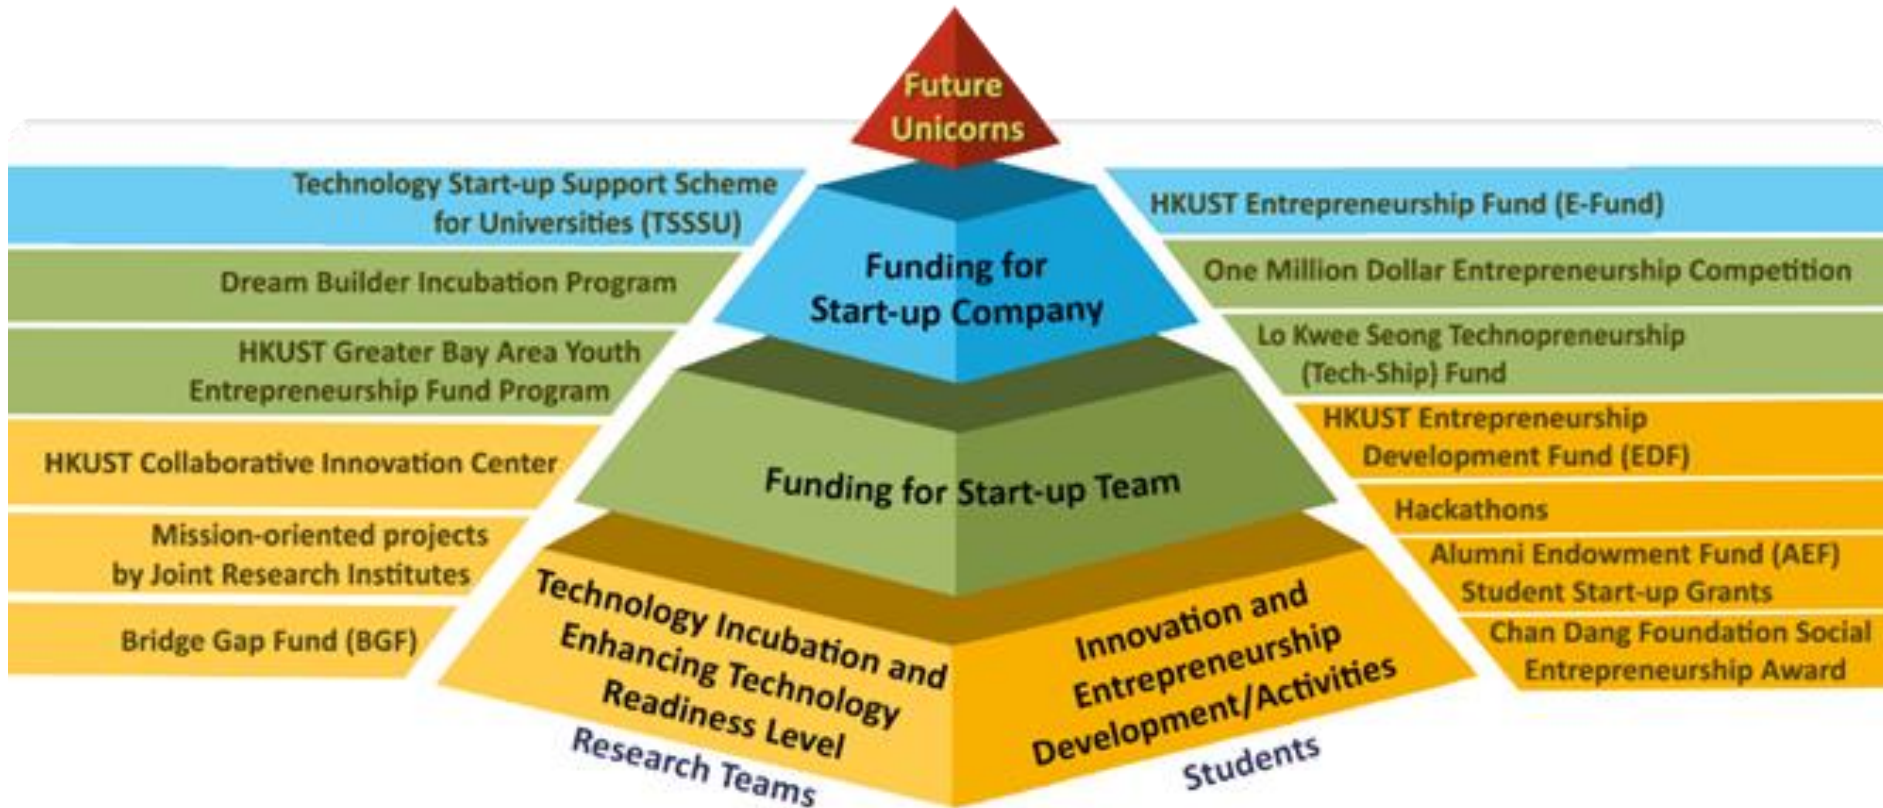 Future
Unicorns
Technology Start-up Support Scheme
for Universities (TSSSU)
Dream Builder Incubation Program
HKUST Greater Bay Area Youth
Entrepreneurship Fund Program
HKUST Collaborative Innovation Center
Mission-oriented projects
by Joint Research Institutes
Bridge Gap Fund (BGF)
Funding for
Start-up Company
Funding for Start-up Team
Technology Incubation and
Enhancing Technology
Readiness Level
Research Teams
Innovation and
Entrepreneurship
Development/Activities
Students
HKUST Entrepreneurship Fund (E-Fund)
One Million Dollar Entrepreneurship Competition
Lo Kwee Seong Technopreneurship
(Tech-Ship) Fund
HKUST Entrepreneurship
Development Fund (EDF)
Hackathons
Alumni Endowment Fund (AEF)
Student Start-up Grants
Chan Dang Foundation Social
Entrepreneurship Award